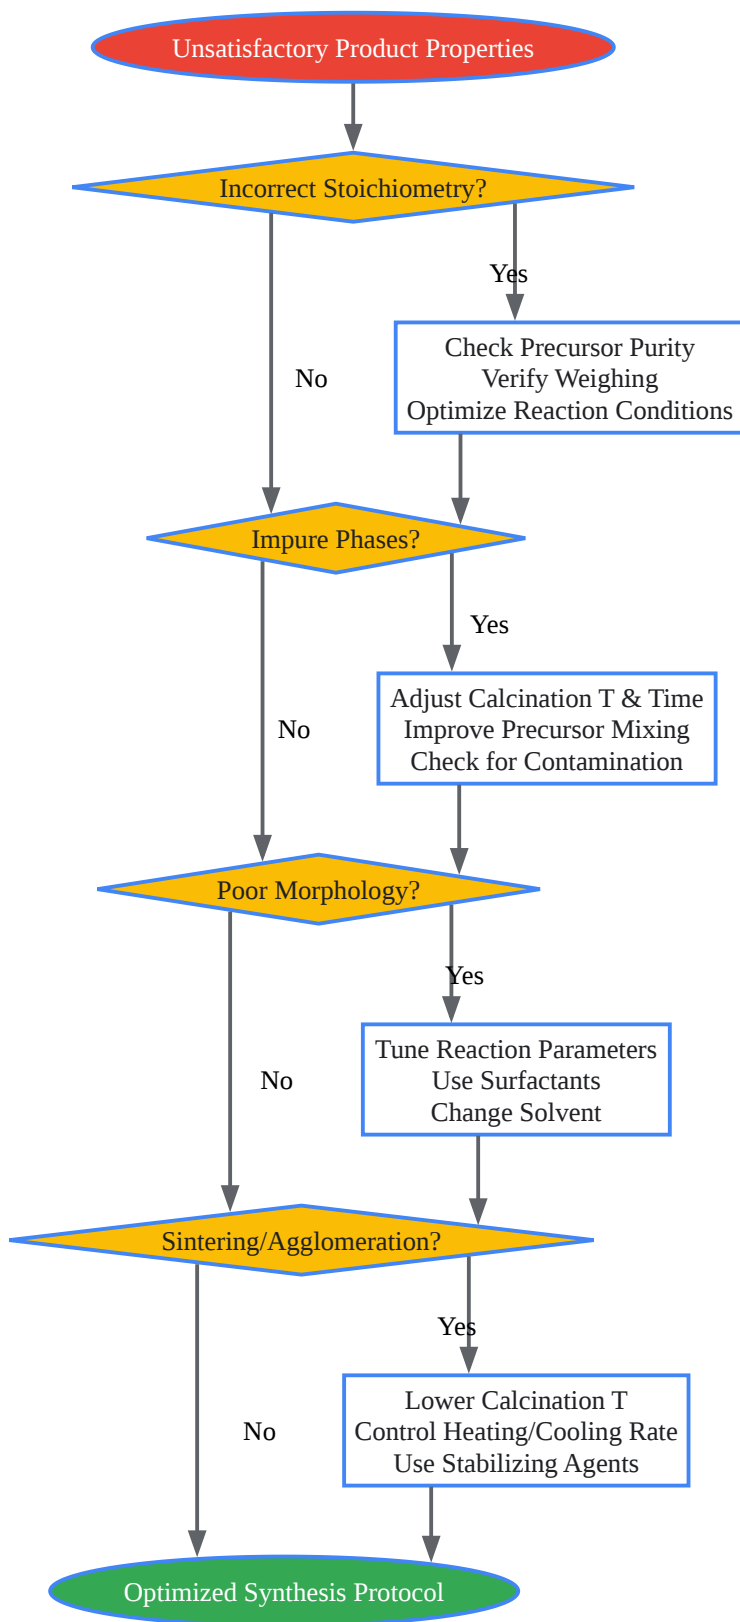 Unsatisfactory Product Properties
Incorrect Stoichiometry?
Yes
Check Precursor Purity
Verify Weighing
Optimize Reaction Conditions
No
Impure Phases?
Yes
Adjust Calcination T & Time
Improve Precursor Mixing
Check for Contamination
No
Poor Morphology?
Yes
Tune Reaction Parameters
Use Surfactants
Change Solvent
No
Sintering/Agglomeration?
Yes
Lower Calcination T
Control Heating/Cooling Rate
Use Stabilizing Agents
No
Optimized Synthesis Protocol